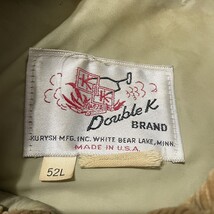 K K
Double K
BRAND
KURYSH MFG. INC. WHITE BEAR LAKE, MINN.
MADE IN U.S.A.
52L